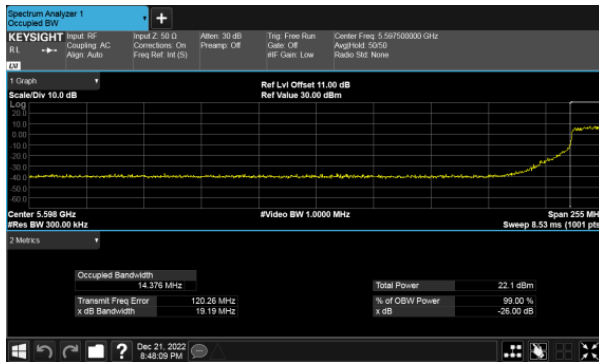 Spectrum Analyzer 1
Occupied BW
+
KEYSIGHT Input: RF Input Z: 50 Ω Atten: 30 dB Trig: Free Run Center Freq: 5.597500000 GHz
R L Coupling: AC Corrections: On Preamp: Off Gate: Off Avg|Hold: 50/50
Align: Auto Freq Ref: Int (S) #IF Gain: Low Radio Std: None
1 Graph
Scale/Div 10.0 dB Ref Lvl Offset 11.00 dB
Ref Value 30.00 dBm
Log
20.0
10.0
0.00
-10.0
-20.0
-30.0
-40.0
-50.0
-60.0
Center 5.598 GHz #Video BW 1.0000 MHz Span 255 MH
#Res BW 300.00 kHz Sweep 8.53 ms (1001 pts
2 Metrics
Occupied Bandwidth
14.376 MHz Total Power 22.1 dBm
Transmit Freq Error 120.26 MHz % of OBW Power 99.00 %
x dB Bandwidth 19.19 MHz x dB -26.00 dB
? Dec 21, 2022
8:48:09 PM